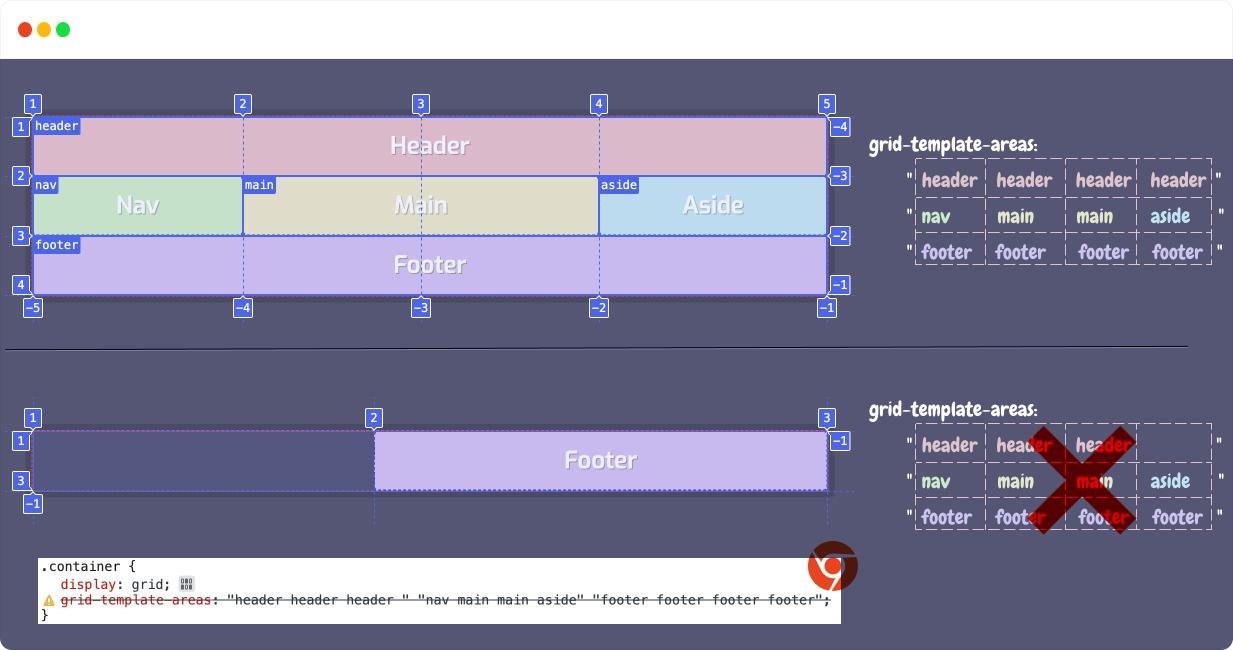 1 2 3 4 5
1 header -4
Header
2 nav main aside -3
Nav Main Aside
3 footer -2
Footer
4 -1
-5 -4 -3 -2 -1
grid-template-areas:
" header header header header "
" nav main main aside "
" footer footer footer footer "
1 2 3
1 -1
Footer
3
-1
grid-template-areas:
" header header header "
" nav main main aside "
" footer footer footer footer "
.container {
display: grid;
grid-template-areas: "header header header " "nav main main aside" "footer footer footer footer";
}